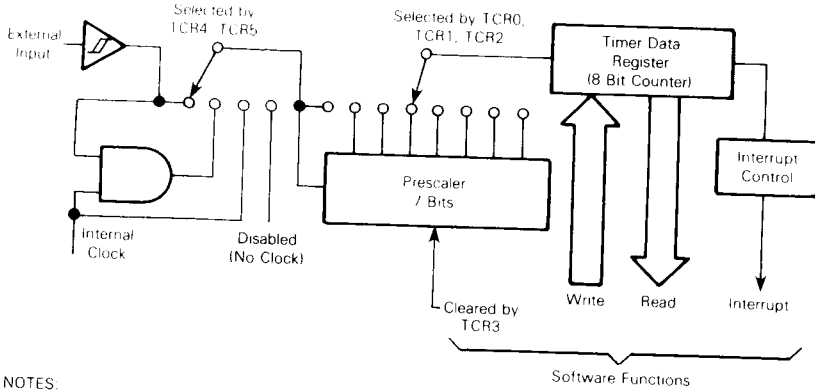 Selected by
TCR4 TCR5
Selected by TCR0,
TCR1, TCR2
External
Input
Timer Data
Register
(8 Bit Counter)
Interrupt
Control
Prescaler
/ Bits
Internal
Clock
Disabled
(No Clock)
Cleared by
TCR3
Write
Read
Interrupt
Software Functions
NOTES: